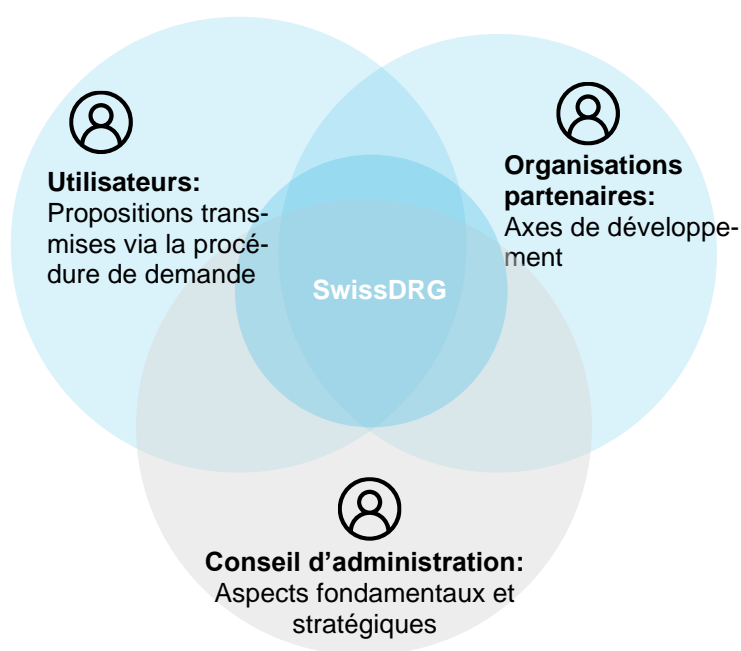 Utilisateurs:
Propositions trans-
mises via la procé-
dure de demande
Organisations
partenaires:
Axes de développe-
ment
SwissDRG
Conseil d’administration:
Aspects fondamentaux et
stratégiques